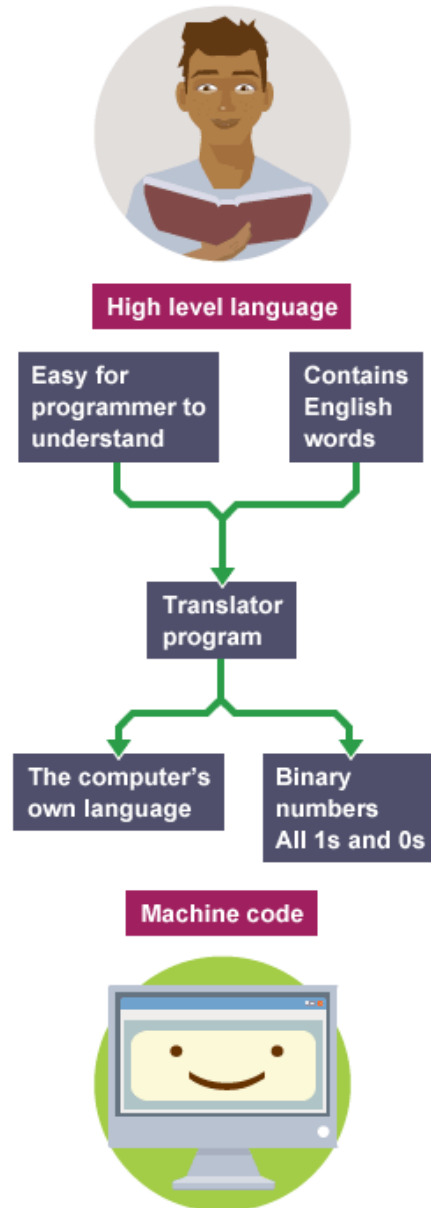 High level language
Easy for
programmer to
understand
Contains
English
words
Translator
program
The computer's
own language
Binary
numbers
All 1s and 0s
Machine code